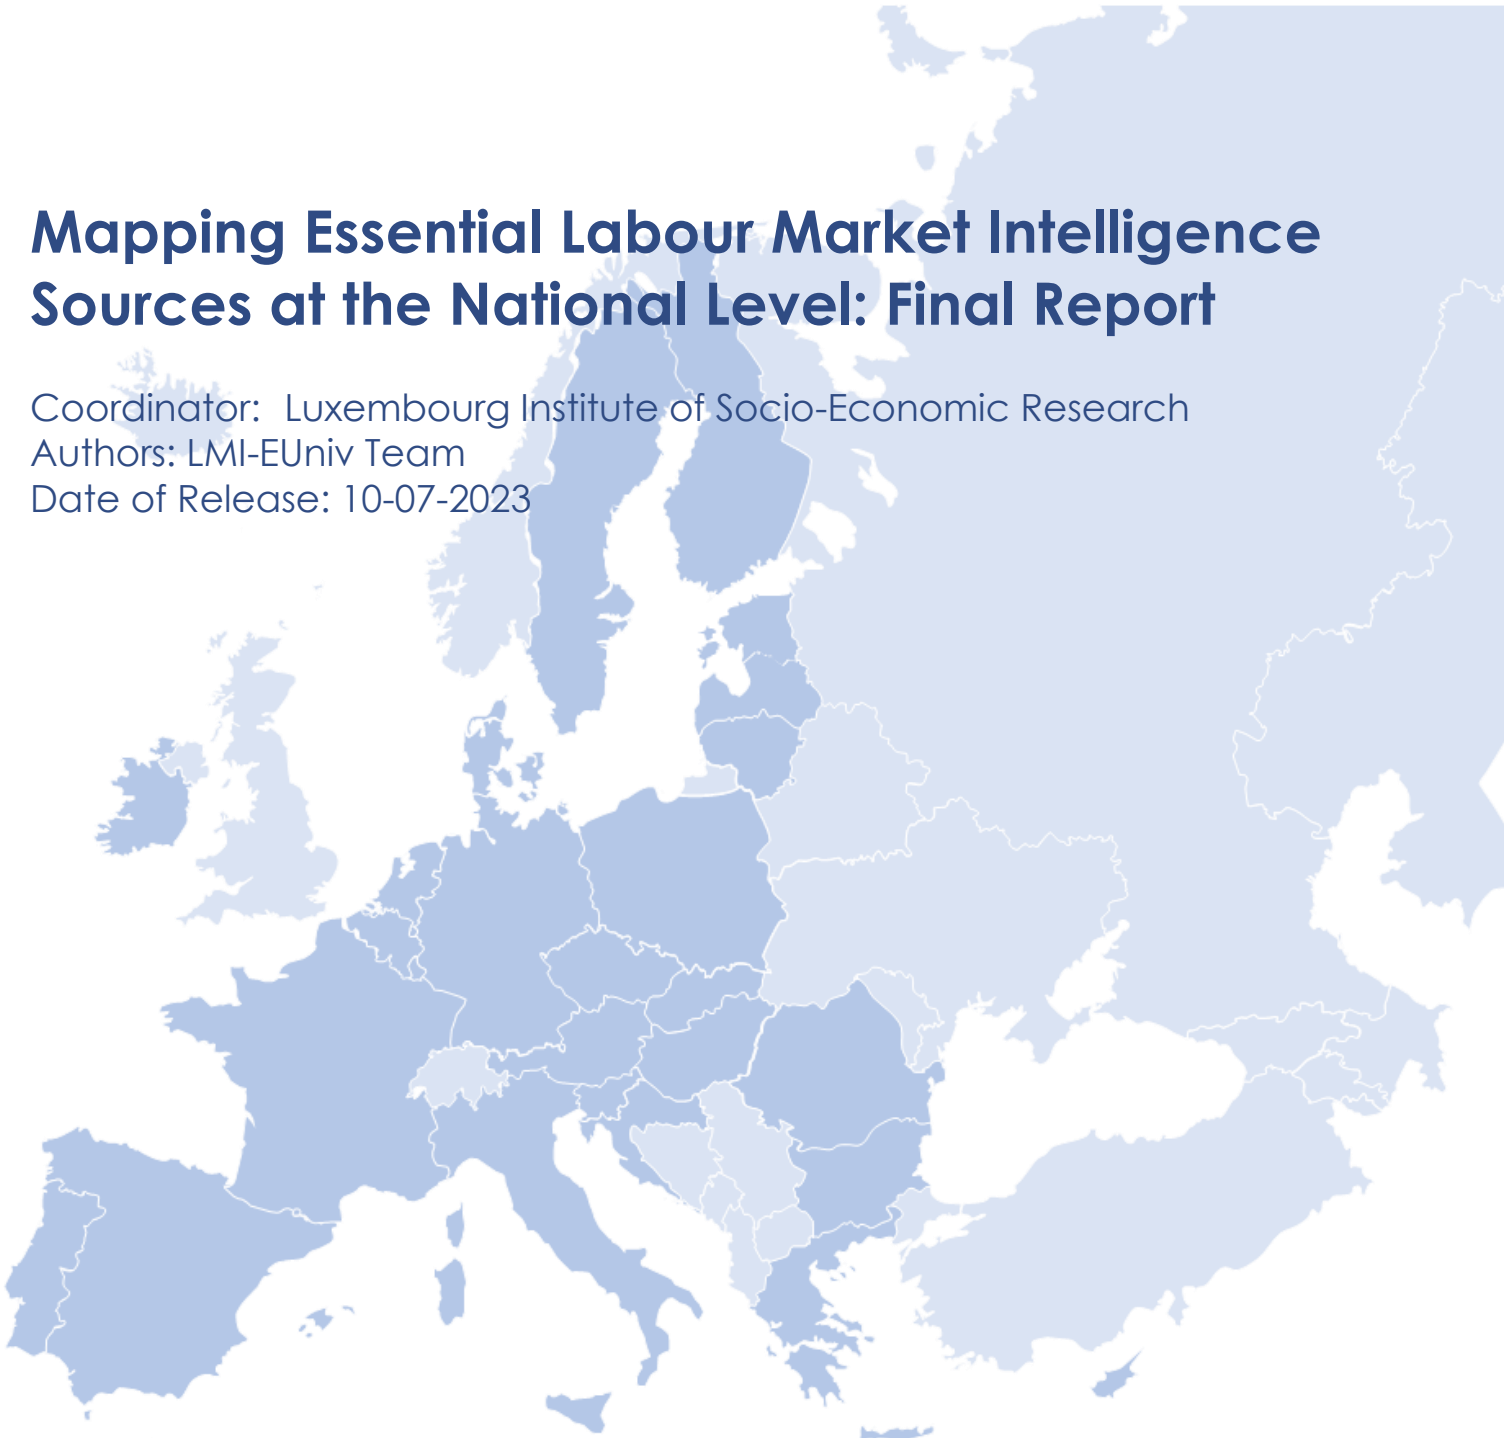 Mapping Essential Labour Market Intelligence
Sources at the National Level: Final Report
Coordinator: Luxembourg Institute of Socio-Economic Research
Authors: LMI-EUniv Team
Date of Release: 10-07-2023